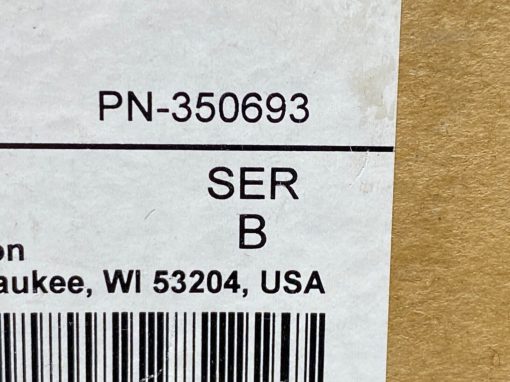 PN-350693
SER
B
on
aukee, WI 53204, USA